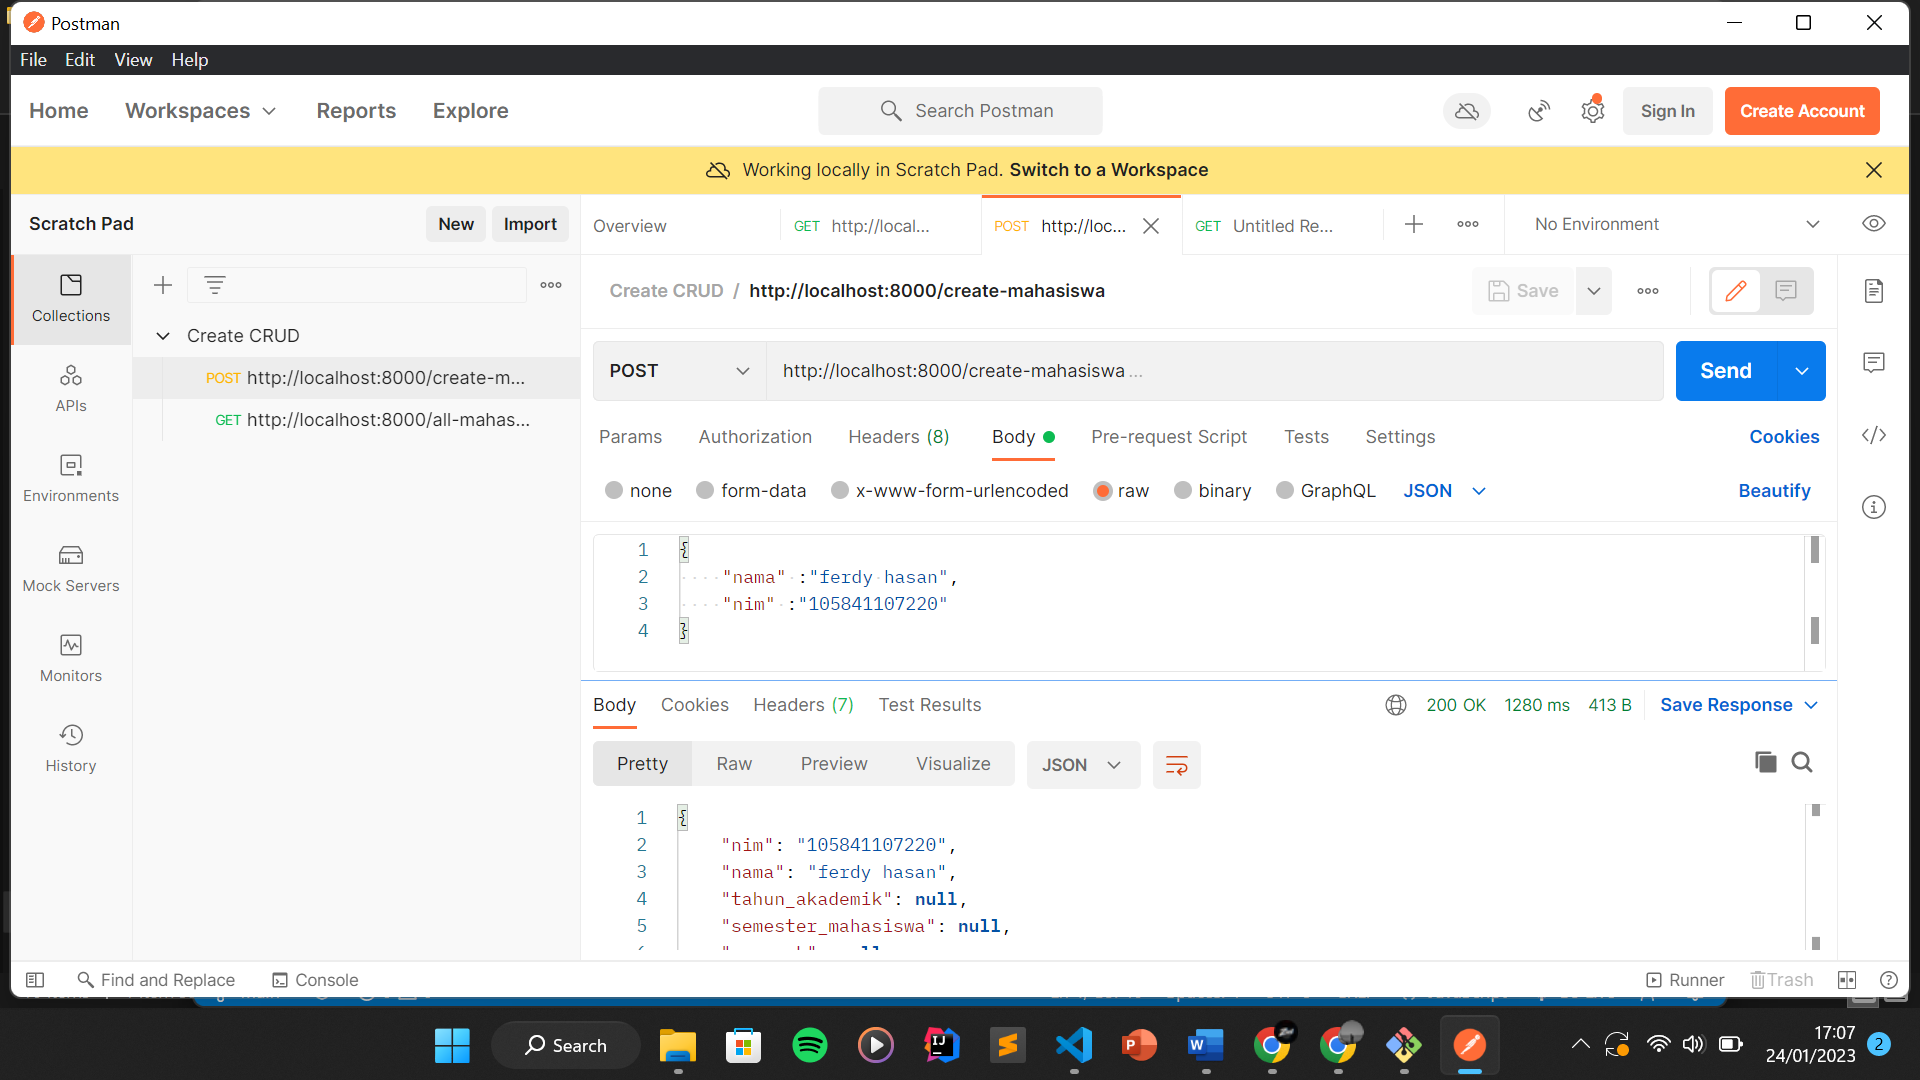 Postman
File Edit View Help
Home Workspaces Reports Explore
Search Postman
Sign In
Create Account
Working locally in Scratch Pad. Switch to a Workspace
Scratch Pad
New
Import
Overview
GET http://local...
POST http://loc...
GET Untitled Re...
No Environment
Collections
APIs
Environments
Mock Servers
Monitors
History
Create CRUD
POST http://localhost:8000/create-m...
GET http://localhost:8000/all-mahas...
Create CRUD / http://localhost:8000/create-mahasiswa
Save
POST
http://localhost:8000/create-mahasiswa ...
Send
Params Authorization Headers (8) Body Pre-request Script Tests Settings
Cookies
none form-data x-www-form-urlencoded raw binary GraphQL JSON
Beautify
1 {
2 "nama" :"ferdy hasan",
3 "nim" :"105841107220"
4 }
Body Cookies Headers (7) Test Results
200 OK 1280 ms 413 B
Save Response
Pretty Raw Preview Visualize
JSON
1 {
2 "nim": "105841107220",
3 "nama": "ferdy hasan",
4 "tahun_akademik": null,
5 "semester_mahasiswa": null,
Find and Replace
Console
Runner
Trash
Search
17:07
24/01/2023
2